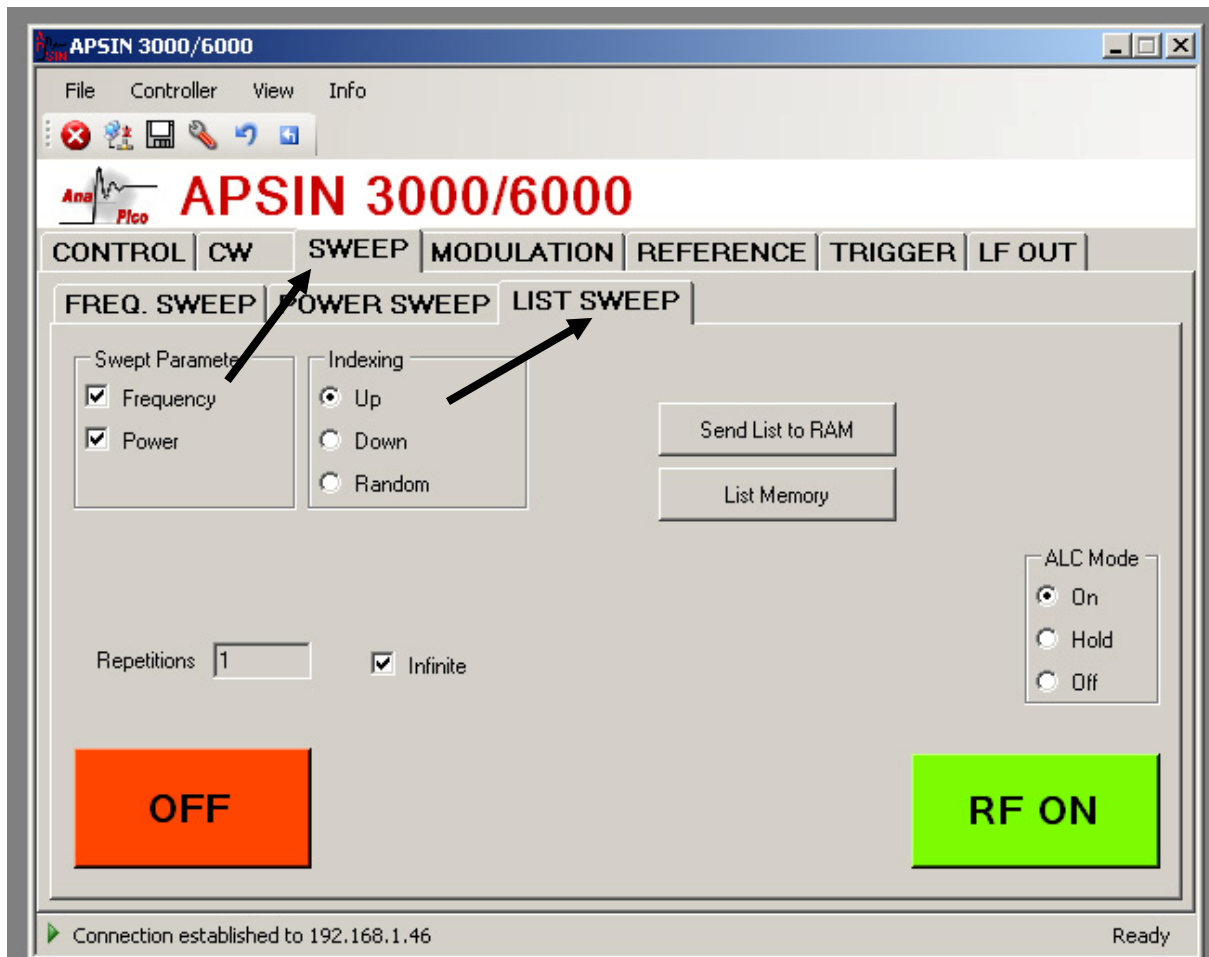 APSIN 3000/6000
File Controller View Info
Ana Pico APSIN 3000/6000
CONTROL CW SWEEP MODULATION REFERENCE TRIGGER LF OUT
FREQ. SWEEP POWER SWEEP LIST SWEEP
Swept Parameter Indexing
Frequency Up
Send List to RAM
Power Down
Random
List Memory
ALC Mode
On
Hold
Repetitions 1 Infinite
Off
OFF RF ON
Connection established to 192.168.1.46 Ready